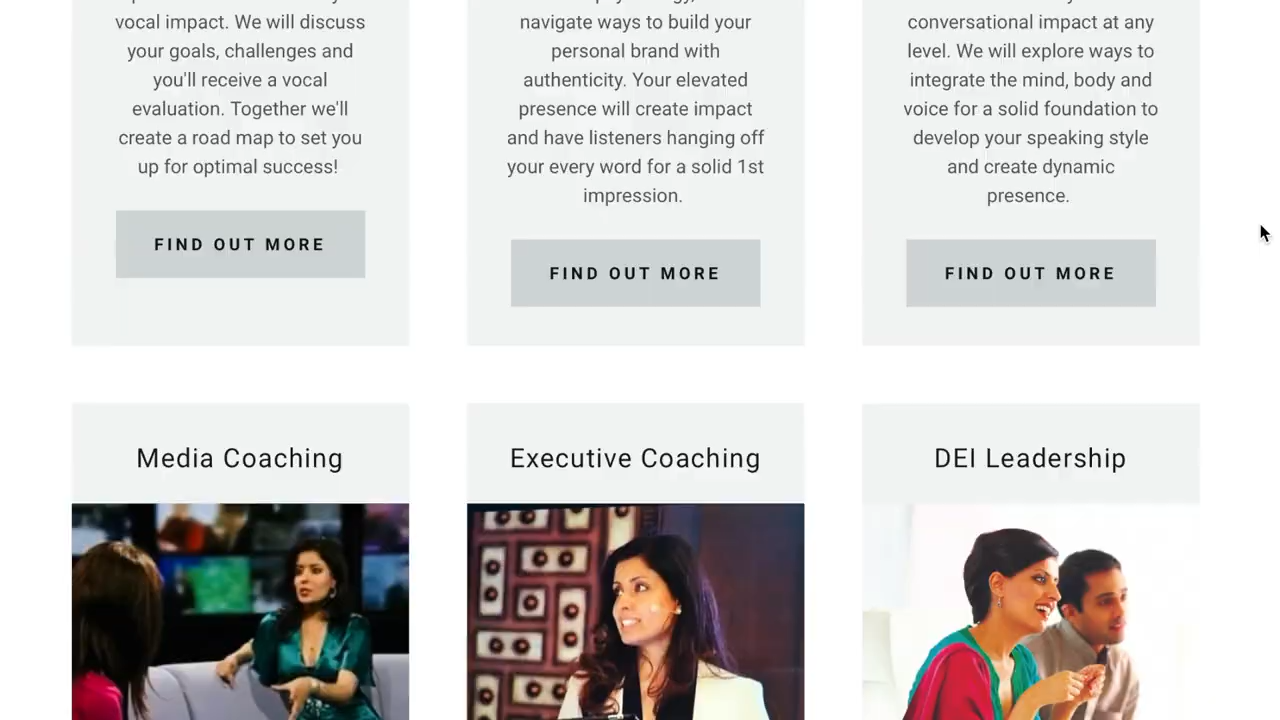 vocal impact. We will discuss
your goals, challenges and
you'll receive a vocal
evaluation. Together we'll
create a road map to set you
up for optimal success!
FIND OUT MORE
navigate ways to build your
personal brand with
authenticity. Your elevated
presence will create impact
and have listeners hanging off
your every word for a solid 1st
impression.
FIND OUT MORE
conversational impact at any
level. We will explore ways to
integrate the mind, body and
voice for a solid foundation to
develop your speaking style
and create dynamic
presence.
FIND OUT MORE
Media Coaching
Executive Coaching
DEI Leadership